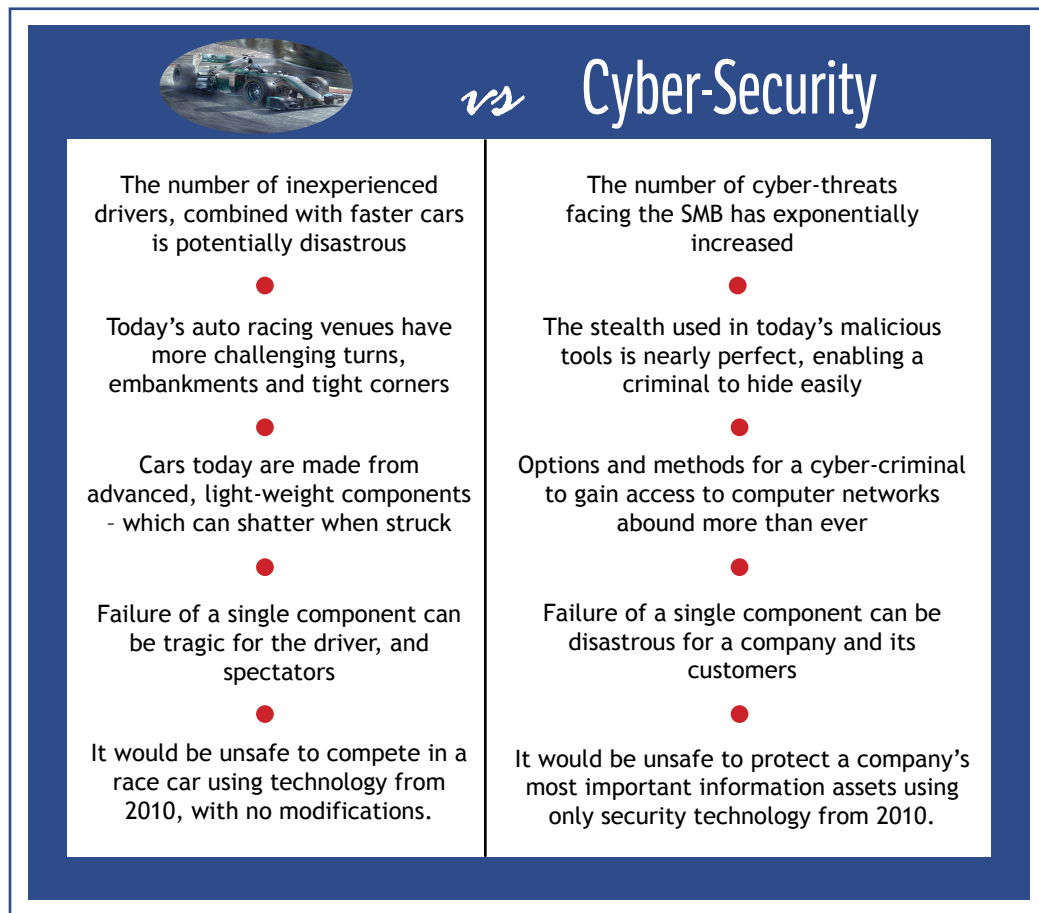 vs Cyber-Security
The number of inexperienced
drivers, combined with faster cars
is potentially disastrous
Today’s auto racing venues have
more challenging turns,
embankments and tight corners
Cars today are made from
advanced, light-weight components
– which can shatter when struck
Failure of a single component can
be tragic for the driver, and
spectators
It would be unsafe to compete in a
race car using technology from
2010, with no modifications.
The number of cyber-threats
facing the SMB has exponentially
increased
The stealth used in today’s malicious
tools is nearly perfect, enabling a
criminal to hide easily
Options and methods for a cyber-criminal
to gain access to computer networks
abound more than ever
Failure of a single component can be
disastrous for a company and its
customers
It would be unsafe to protect a company’s
most important information assets using
only security technology from 2010.